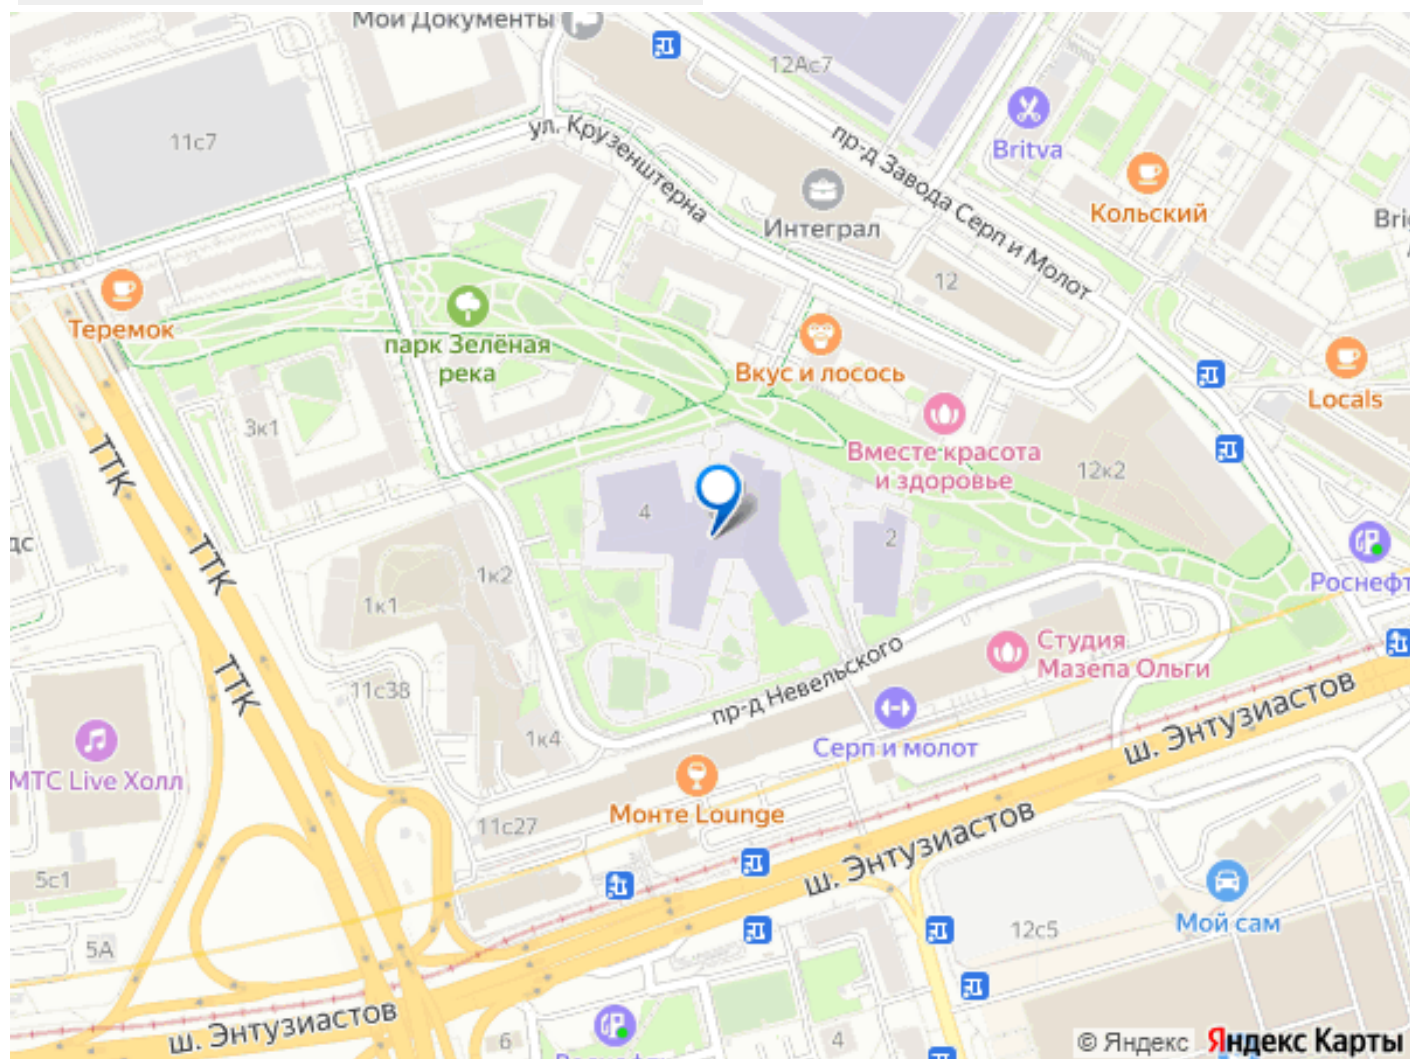 Мои Документы
12Ас7
11с7
ул. Крузенштерна
пр-д Завода Серп и Молот
Britva
Кольский
Интеграл
12
Теремок
парк Зелёная
река
Вкус и лосось
Locals
3к1
Вместе красота
и здоровье
12к2
ТТК
4
2
ТТК
1к2
1к1
Роснефт
Студия
Мазепа Ольги
пр-д Невельского
ТТК
11с38
1к4
Серп и молот
ш. Энтузиастов
МТС Live Холл
Монте Lounge
11с27
ш. Энтузиастов
5с1
5А
Мой сам
12с5
ш. Энтузиастов
6
4
© Яндекс Яндекс Карты